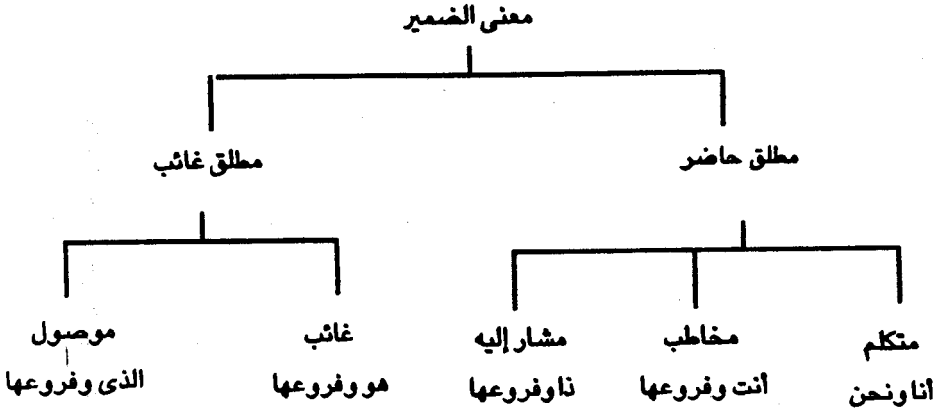 معنى الضمير
مطلق حاضر
مطلق غائب
متكلم
أنا ونحن
مخاطب
أنت وفروعها
مشار إليه
ذا وفروعها
غائب
هو وفروعها
موصول
الذى وفروعها